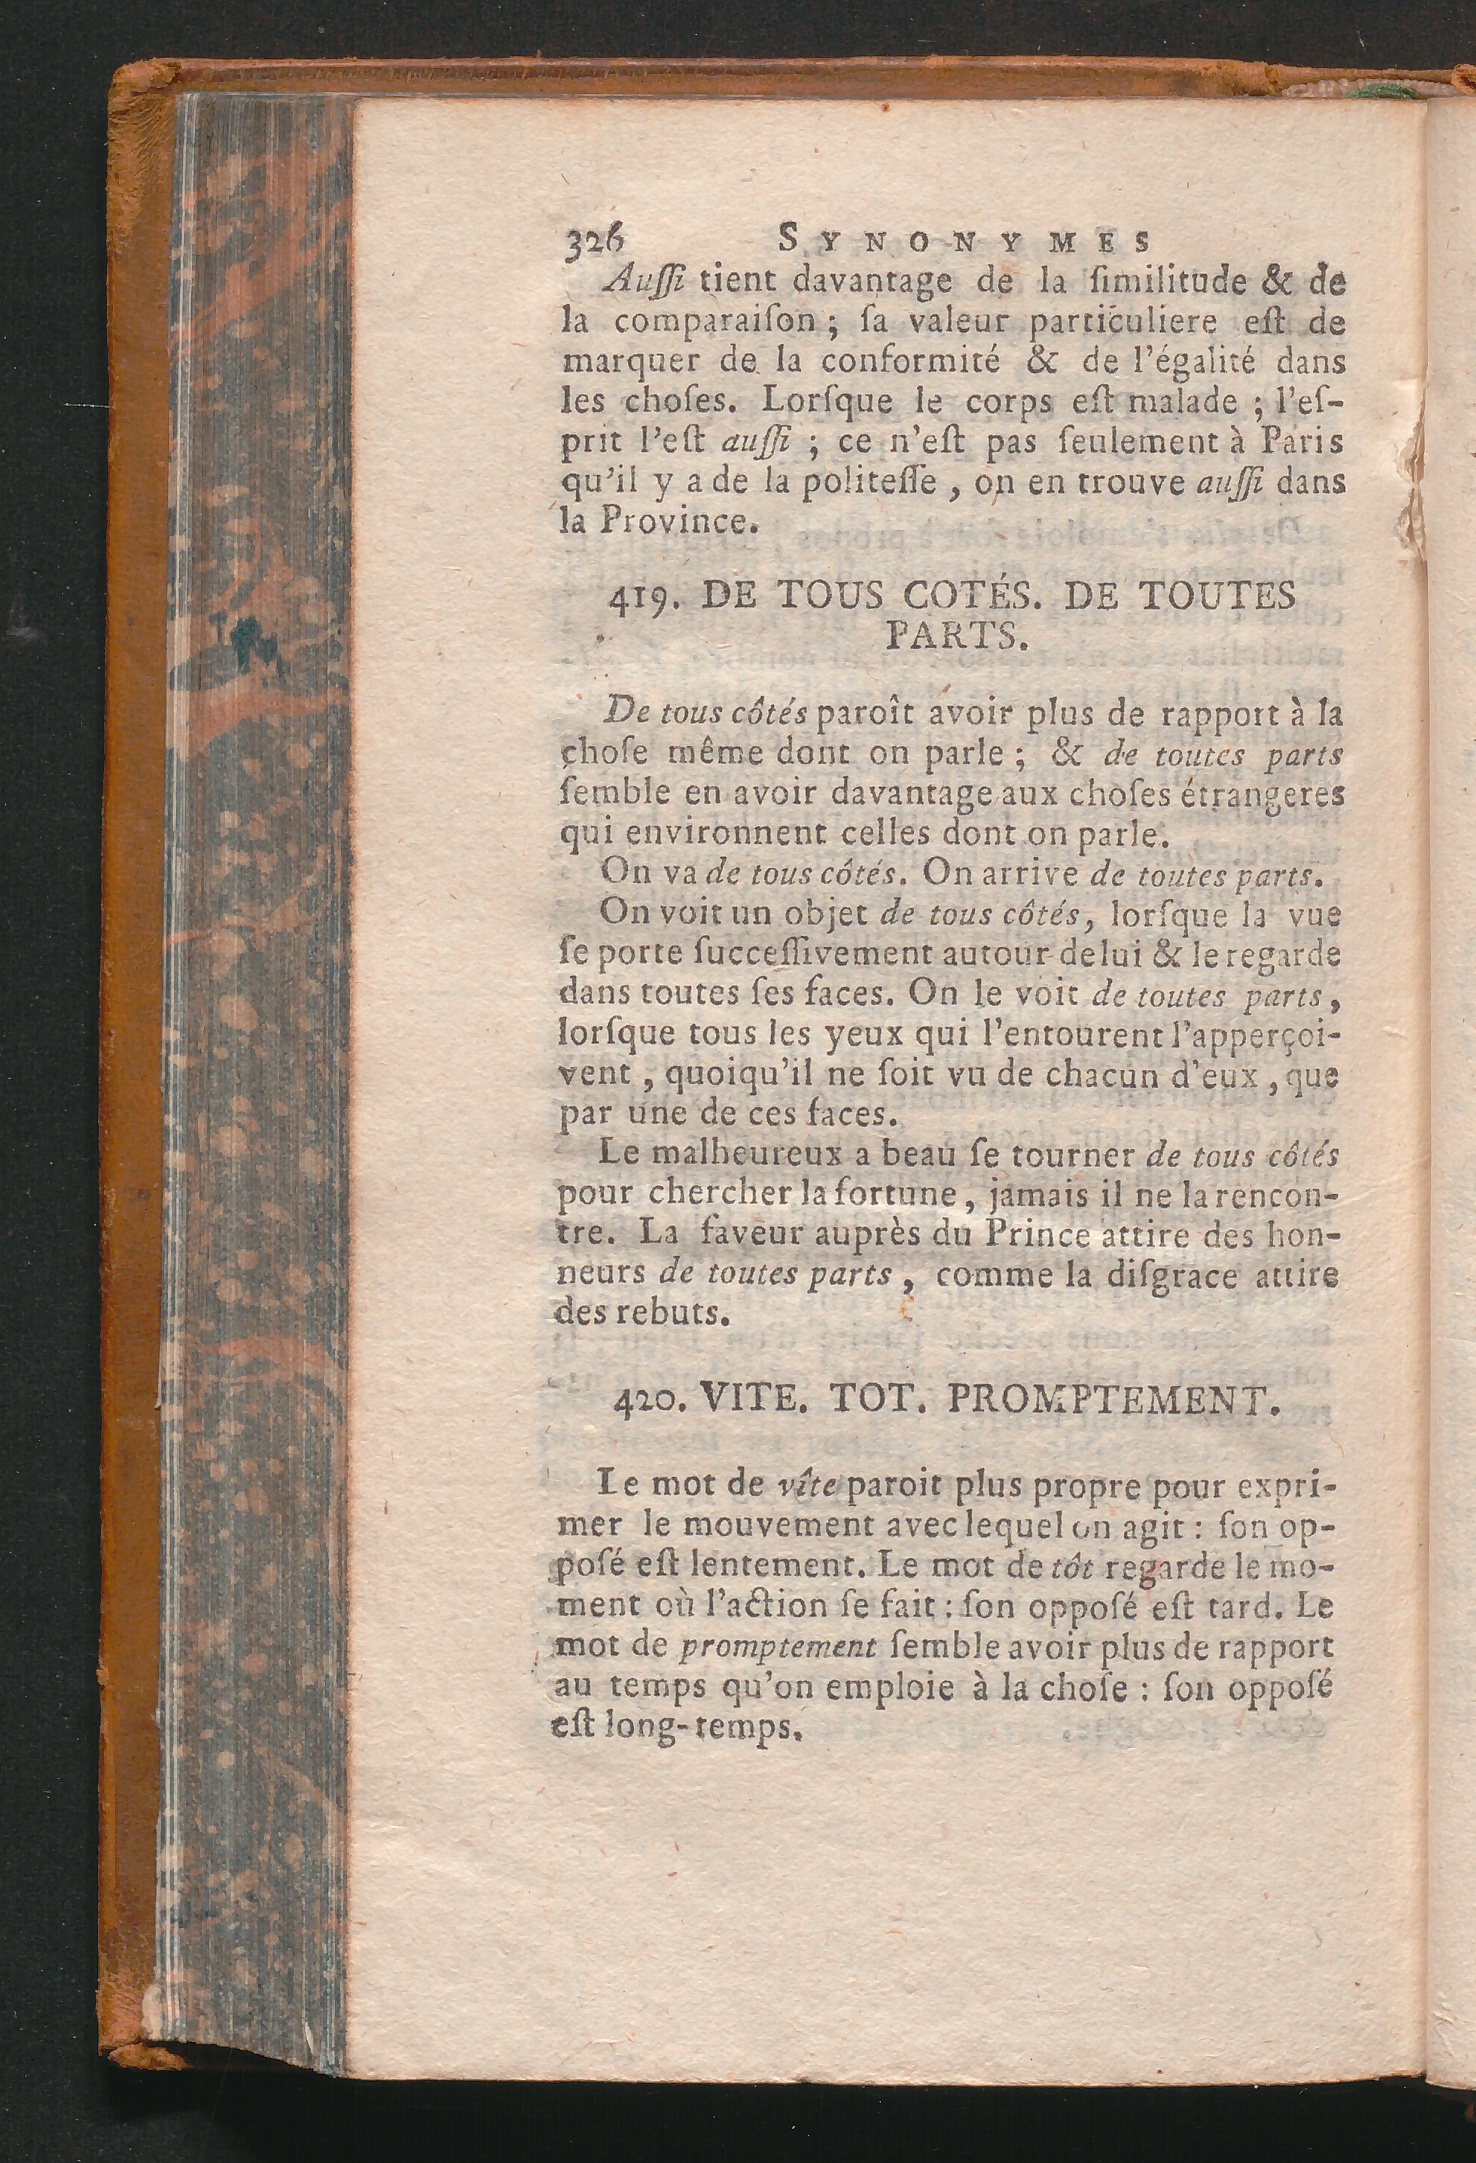 326 SYNONYMES
Auſſi tient davantage de la ſimilitude & de
la comparaiſon ; ſa valeur particuliere eſt de
marquer de la conformité & de l'égalité dans
les choſes. Lorſque le corps eſt malade ; l'eſ-
prit l'eſt auſſi ; ce n'eſt pas ſeulement à Paris
qu'il y a de la politeſſe , on en trouve auſſi dans
la Province.
419. DE TOUS COTÉS. DE TOUTES
PARTS.
De tous côtés paroît avoir plus de rapport à la
choſe même dont on parle ; & de toutes parts
ſemble en avoir davantage aux choſes étrangeres
qui environnent celles dont on parle.
On va de tous côtés. On arrive de toutes parts.
On voit un objet de tous côtés, lorſque la vue
ſe porte ſucceſſivement autour de lui & le regarde
dans toutes ſes faces. On le voit de toutes parts,
lorſque tous les yeux qui l'entourent l'apperçoi-
vent , quoiqu'il ne ſoit vu de chacun d'eux , que
par une de ces faces.
Le malheureux a beau ſe tourner de tous côtés
pour chercher la fortune, jamais il ne la rencon-
tre. La faveur auprès du Prince attire des hon-
neurs de toutes parts , comme la diſgrace attire
des rebuts.
420. VITE. TOT. PROMPTEMENT.
Le mot de vîte paroit plus propre pour expri-
mer le mouvement avec lequel on agit : ſon op-
poſé eſt lentement. Le mot de tôt regarde le mo-
ment où l'action ſe fait : ſon oppoſé eſt tard. Le
mot de promptement ſemble avoir plus de rapport
au temps qu'on emploie à la choſe : ſon oppoſé
eſt long-temps.